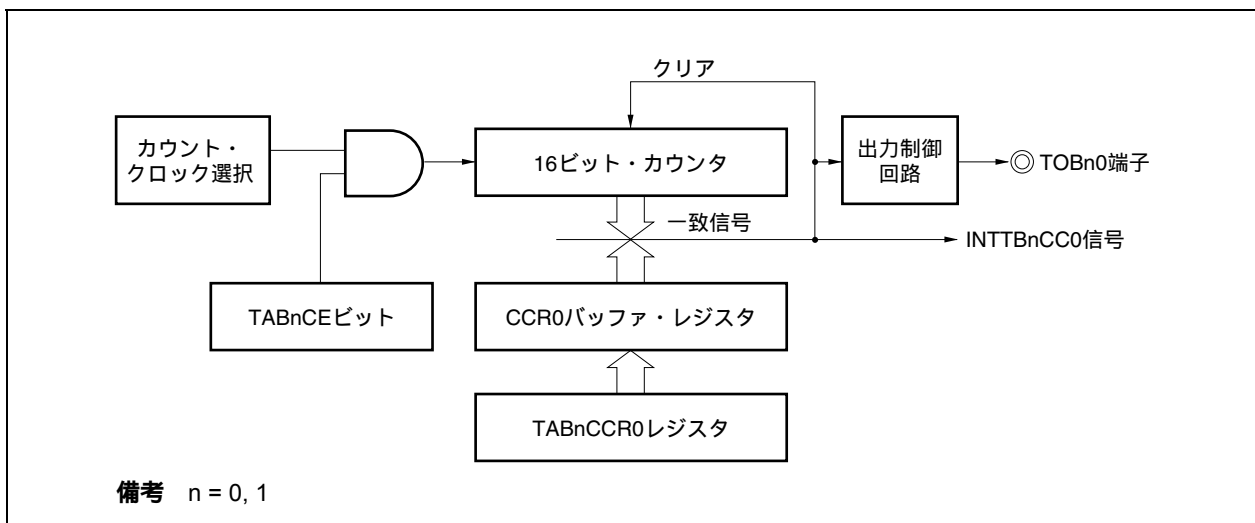 クリア
カウント・
クロック選択
16ビット・カウンタ
出力制御
回路
TOBn0端子
一致信号
INTTBnCC0信号
TABnCEビット
CCR0バッファ・レジスタ
TABnCCR0レジスタ
備考 n = 0, 1